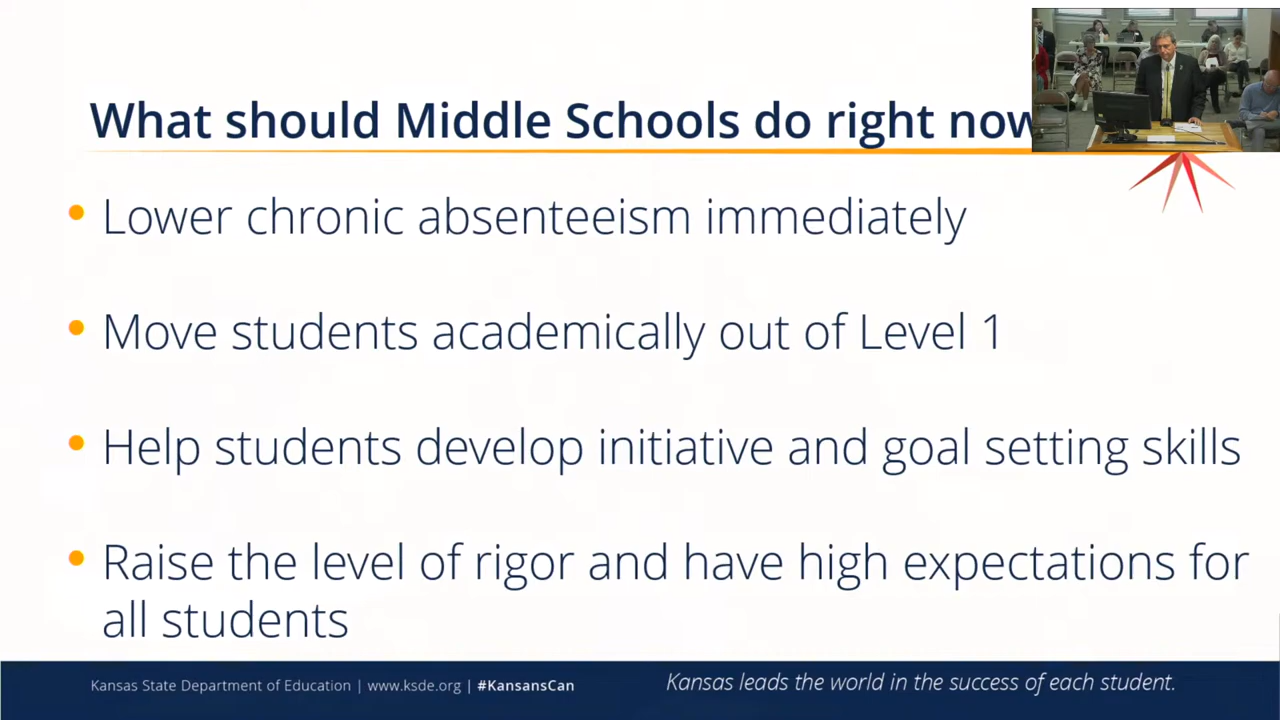 What should Middle Schools do right now
• Lower chronic absenteeism immediately
• Move students academically out of Level 1
• Help students develop initiative and goal setting skills
• Raise the level of rigor and have high expectations for
all students
Kansas State Department of Education | www.ksde.org | #KansansCan
Kansas leads the world in the success of each student.